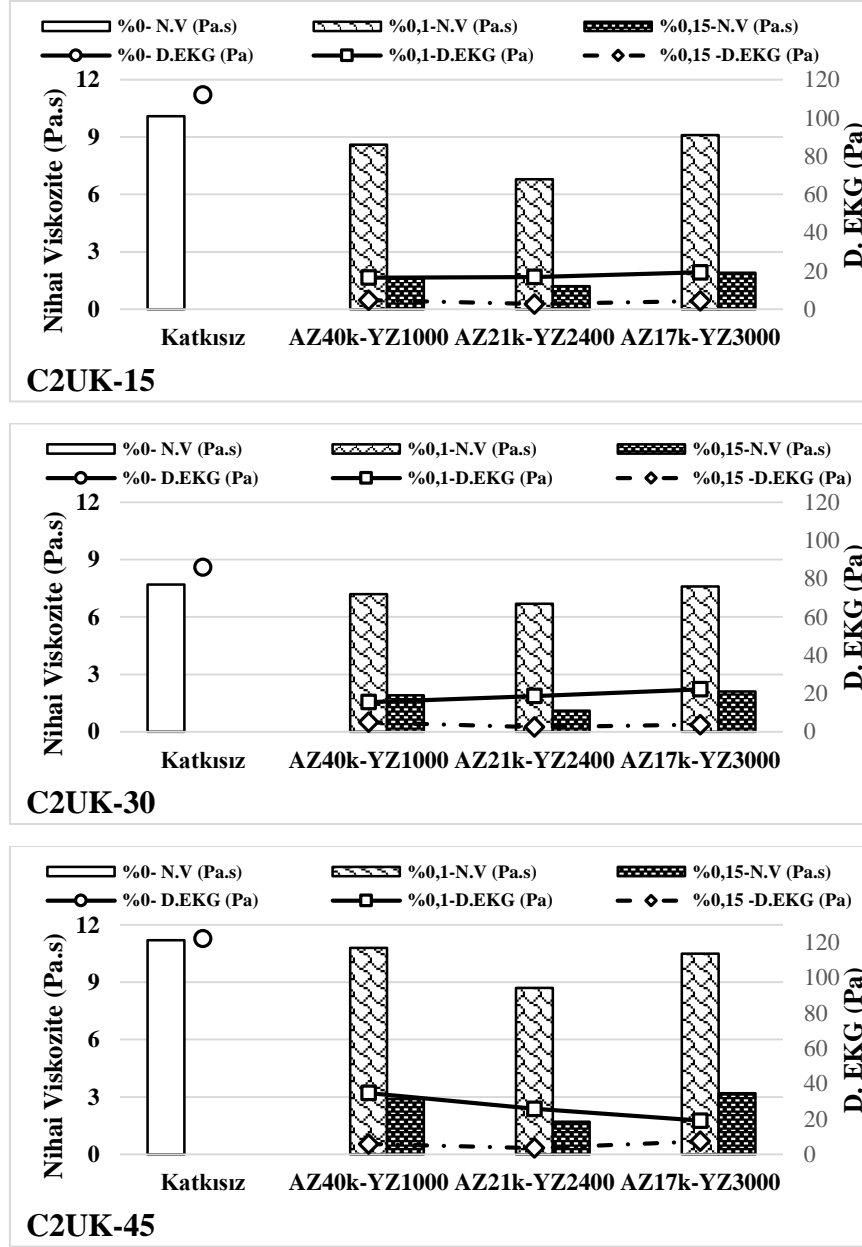 %0- N.V (Pa.s) %0,1-N.V (Pa.s) %0,15-N.V (Pa.s)
%0- D.EKG (Pa) %0,1-D.EKG (Pa) %0,15 -D.EKG (Pa)
Nihai Viskozite (Pa.s)
12
9
6
3
0
120
100
80
60
40
20
0
D. EKG (Pa)
Katkısız AZ40k-YZ1000 AZ21k-YZ2400 AZ17k-YZ3000
C2UK-15
%0- N.V (Pa.s) %0,1-N.V (Pa.s) %0,15-N.V (Pa.s)
%0- D.EKG (Pa) %0,1-D.EKG (Pa) %0,15 -D.EKG (Pa)
Nihai Viskozite (Pa.s)
12
9
6
3
0
120
100
80
60
40
20
0
D. EKG (Pa)
Katkısız AZ40k-YZ1000 AZ21k-YZ2400 AZ17k-YZ3000
C2UK-30
%0- N.V (Pa.s) %0,1-N.V (Pa.s) %0,15-N.V (Pa.s)
%0- D.EKG (Pa) %0,1-D.EKG (Pa) %0,15 -D.EKG (Pa)
Nihai Viskozite (Pa.s)
12
9
6
3
0
120
100
80
60
40
20
0
D. EKG (Pa)
Katkısız AZ40k-YZ1000 AZ21k-YZ2400 AZ17k-YZ3000
C2UK-45